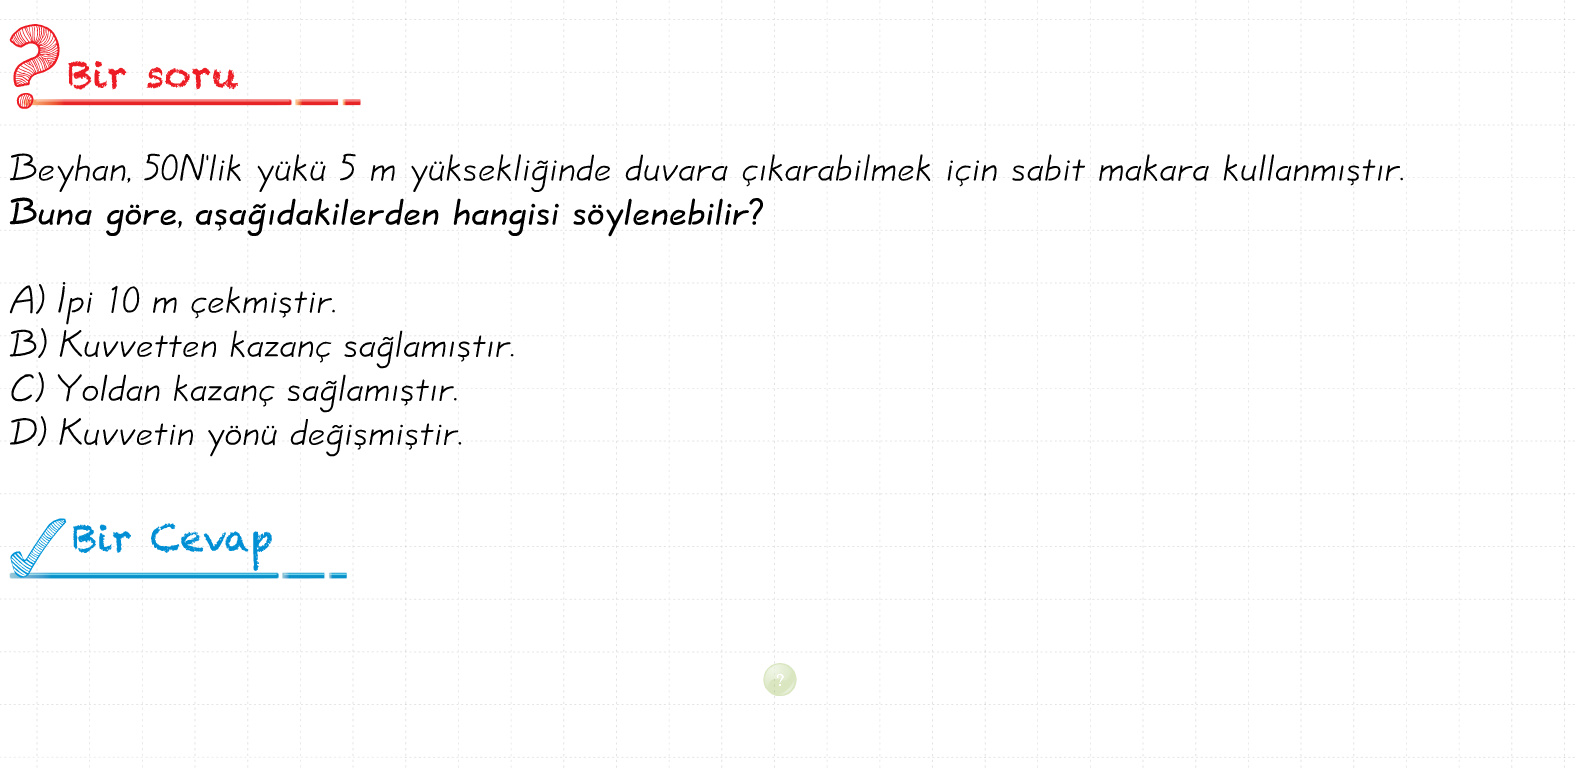 Bir soru
Beyhan, 50N'lik yükü 5 m yüksekliğinde duvara çıkarabilmek için sabit makara kullanmıştır.
Buna göre, aşağıdakilerden hangisi söylenebilir?
A) İpi 10 m çekmiştir.
B) Kuvvetten kazanç sağlamıştır.
C) Yoldan kazanç sağlamıştır.
D) Kuvvetin yönü değişmiştir.
Bir Cevap
?